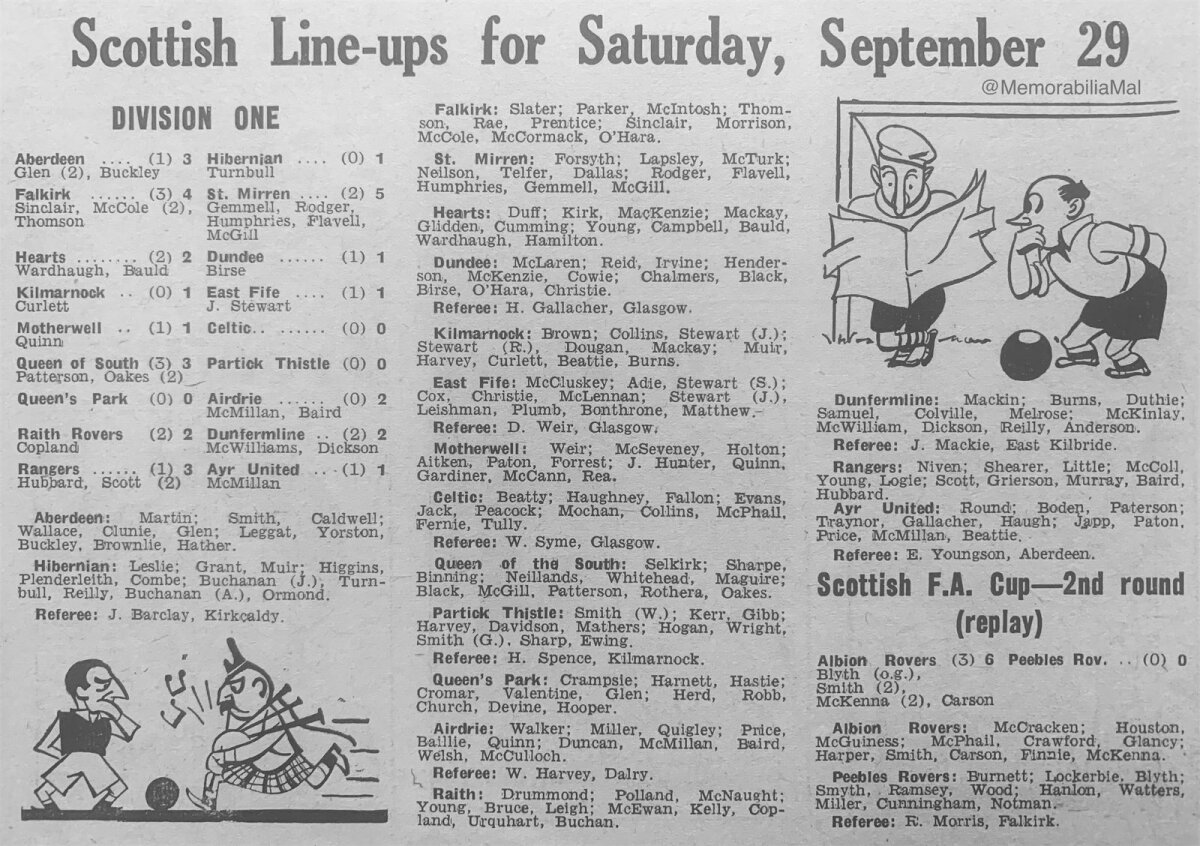 Scottish Line-ups for Saturday, September 29
@MemorabiliaMal
DIVISION ONE
Aberdeen .... (1) 3 Hibernian .... (0) 1
Glen (2), Buckley Turnbull
Falkirk ...... (3) 4 St. Mirren .... (2) 5
Sinclair, McCole (2), Gemmell, Rodger,
Thomson Humphries, Flavell,
McGill
Hearts ........ (2) 2 Dundee ...... (1) 1
Wardhaugh, Bauld Birse
Kilmarnock .. (0) 1 East Fife .... (1) 1
Curlett J. Stewart
Motherwell .. (1) 1 Celtic.. ...... (0) 0
Quinn
Queen of South (3) 3 Partick Thistle (0) 0
Patterson, Oakes (2)
Queen's Park (0) 0 Airdrie ...... (0) 2
McMillan, Baird
Raith Rovers (2) 2 Dunfermline .. (2) 2
Copland McWilliams, Dickson
Rangers ...... (1) 3 Ayr United .. (1) 1
Hubbard, Scott (2) McMillan
Aberdeen: Martin; Smith, Caldwell;
Wallace, Clunie, Glen; Leggat, Yorston,
Buckley, Brownlie, Hather.
Hibernian: Leslie; Grant, Muir; Higgins,
Plenderleith, Combe; Buchanan (J.), Turn-
bull, Reilly, Buchanan (A.), Ormond.
Referee: J. Barclay, Kirkcaldy.
Falkirk: Slater; Parker, McIntosh; Thom-
son, Rae, Prentice; Sinclair, Morrison,
McCole, McCormack, O'Hara.
St. Mirren: Forsyth; Lapsley, McTurk;
Neilson, Telfer, Dallas; Rodger, Flavell,
Humphries, Gemmell, McGill.
Hearts: Duff; Kirk, MacKenzie; Mackay,
Glidden, Cumming; Young, Campbell, Bauld,
Wardhaugh, Hamilton.
Dundee: McLaren; Reid, Irvine; Hender-
son, McKenzie, Cowie; Chalmers, Black,
Birse, O'Hara, Christie.
Referee: H. Gallacher, Glasgow.
Kilmarnock: Brown; Collins, Stewart (J.);
Stewart (R.), Dougan, Mackay; Muir,
Harvey, Curlett, Beattie, Burns.
East Fife: McCluskey; Adie, Stewart (S.);
Cox, Christie, McLennan; Stewart (J.),
Leishman, Plumb, Bonthrone, Matthew.
Referee: D. Weir, Glasgow.
Motherwell: Weir; McSeveney, Holton;
Aitken, Paton, Forrest; J. Hunter, Quinn,
Gardiner, McCann, Rea.
Celtic: Beatty; Haughney, Fallon; Evans,
Jack, Peacock; Mochan, Collins, McPhail,
Fernie, Tully.
Referee: W. Syme, Glasgow.
Queen of the South: Selkirk; Sharpe,
Binning; Neillands, Whitehead, Maguire;
Black, McGill, Patterson, Rothera, Oakes.
Partick Thistle: Smith (W.); Kerr, Gibb;
Harvey, Davidson, Mathers; Hogan, Wright,
Smith (G.), Sharp, Ewing.
Referee: H. Spence, Kilmarnock.
Queen's Park: Crampsie; Harnett, Hastie;
Cromar, Valentine, Glen; Herd, Robb,
Church, Devine, Hooper.
Airdrie: Walker; Miller, Quigley; Price,
Baillie, Quinn; Duncan, McMillan, Baird,
Welsh, McCulloch.
Referee: W. Harvey, Dalry.
Raith: Drummond; Polland, McNaught;
Young, Bruce, Leigh; McEwan, Kelly, Cop-
land, Urquhart, Buchan.
Dunfermline: Mackin; Burns, Duthie;
Samuel, Colville, Melrose; McKinlay,
McWilliam, Dickson, Reilly, Anderson.
Referee: J. Mackie, East Kilbride.
Rangers: Niven; Shearer, Little; McColl,
Young, Logie; Scott, Grierson, Murray, Baird,
Hubbard.
Ayr United: Round; Boden, Paterson;
Traynor, Gallacher, Haugh; Japp, Paton,
Price, McMillan, Beattie.
Referee: E. Youngson, Aberdeen.
Scottish F.A. Cup—2nd round
(replay)
Albion Rovers (3) 6 Peebles Rov. .. (0) 0
Blyth (o.g.),
Smith (2),
McKenna (2), Carson
Albion Rovers: McCracken; Houston,
McGuiness; McPhail, Crawford, Glancy;
Harper, Smith, Carson, Finnie, McKenna.
Peebles Rovers: Burnett; Lockerbie, Blyth;
Smyth, Ramsey, Wood; Hanlon, Watters,
Miller, Cunningham, Notman.
Referee: R. Morris, Falkirk.